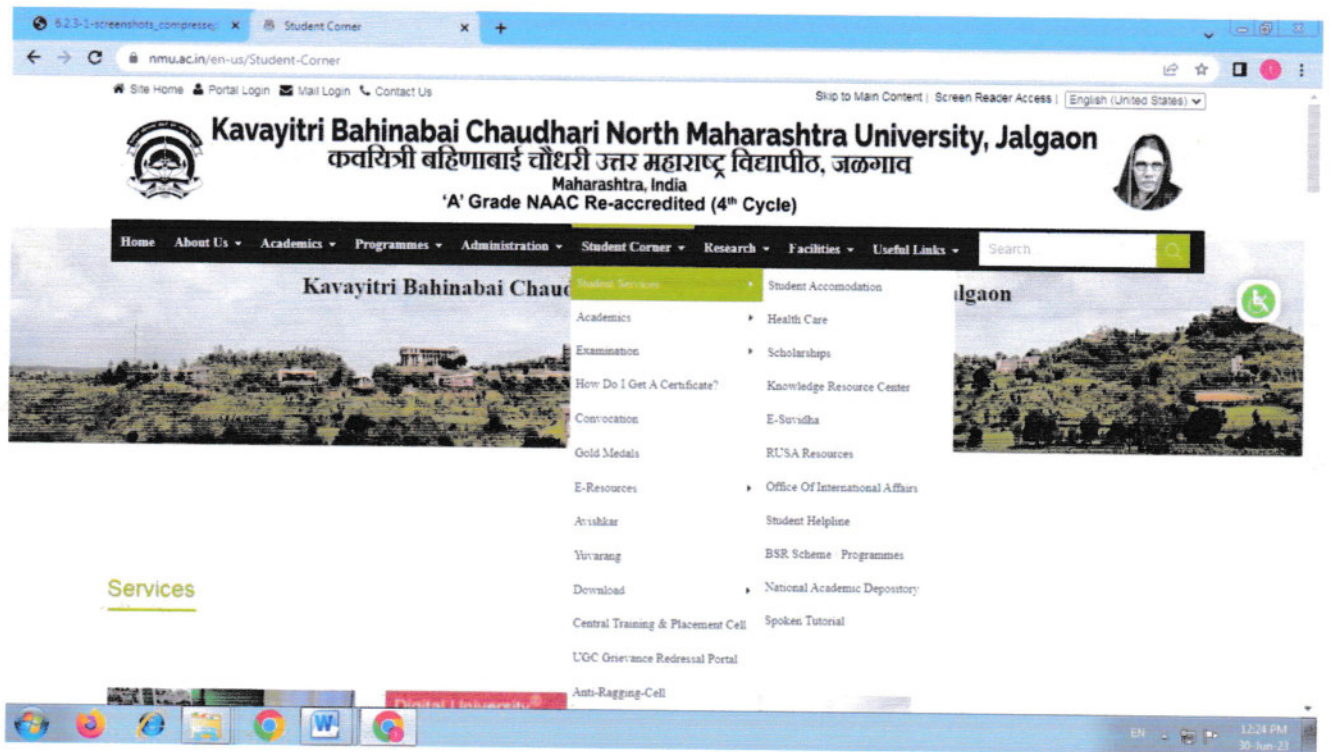 6.2.3-1-screenshots_compressed
Student Corner
nmu.ac.in/en-us/Student-Corner
Site Home Portal Login Mail Login Contact Us
Skip to Main Content | Screen Reader Access | English (United States)
Kavayitri Bahinabai Chaudhari North Maharashtra University, Jalgaon
कवयित्री बहिणाबाई चौधरी उत्तर महाराष्ट्र विद्यापीठ, जळगाव
Maharashtra, India
'A' Grade NAAC Re-accredited (4th Cycle)
Home About Us Academics Programmes Administration Student Corner Research Facilities Useful Links Search
Kavayitri Bahinabai Chaud
lgaon
Student Services
Academics
Examination
How Do I Get A Certificate?
Convocation
Gold Medals
E-Resources
Avishkar
Yuvarang
Download
Central Training & Placement Cell
UGC Grievance Redressal Portal
Anti-Ragging-Cell
Student Accomodation
Health Care
Scholarships
Knowledge Resource Center
E-Suvidha
RUSA Resources
Office Of International Affairs
Student Helpline
BSR Scheme Programmes
National Academic Depository
Spoken Tutorial
Services
Digital University
EN
12:24 PM
30-Jun-23